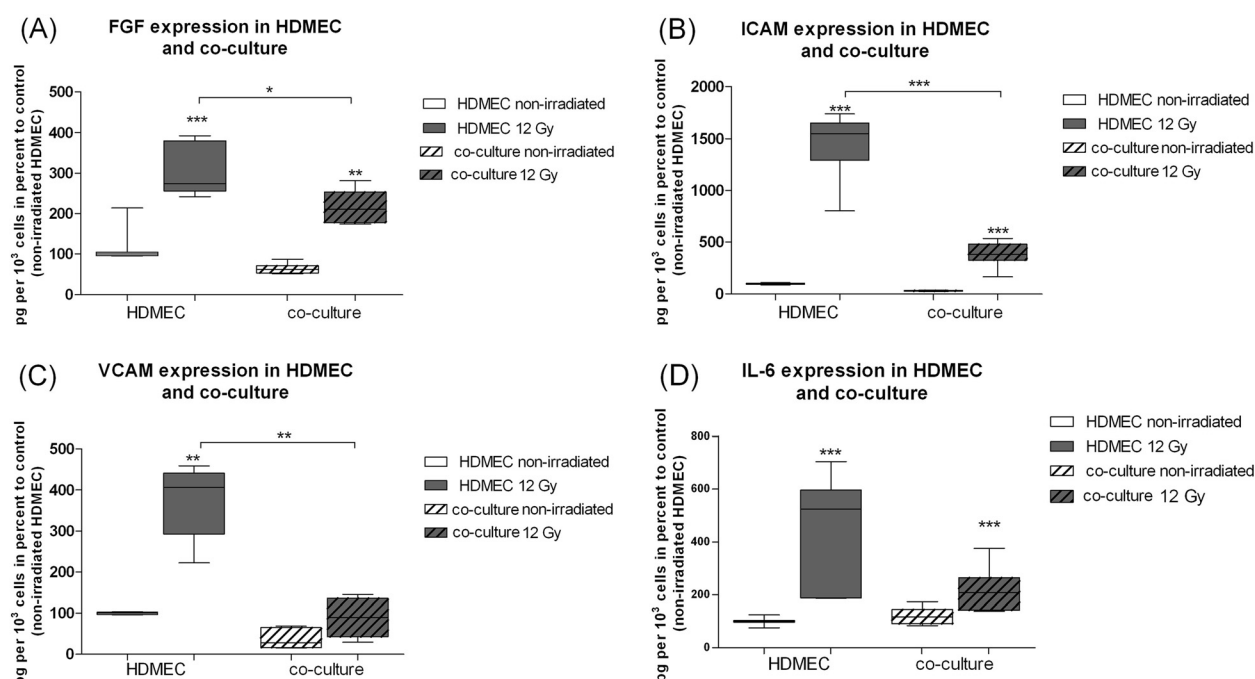 (A)
FGF expression in HDMEC
and co-culture
pg per 10³ cells in percent to control
(non-irradiated HDMEC)
500
400
300
200
100
0
***
*
**
HDMEC
co-culture
HDMEC non-irradiated
HDMEC 12 Gy
co-culture non-irradiated
co-culture 12 Gy
(B)
ICAM expression in HDMEC
and co-culture
pg per 10³ cells in percent to control
(non-irradiated HDMEC)
2000
1500
1000
500
0
***
***
***
HDMEC
co-culture
HDMEC non-irradiated
HDMEC 12 Gy
co-culture non-irradiated
co-culture 12 Gy
(C)
VCAM expression in HDMEC
and co-culture
pg per 10³ cells in percent to control
(non-irradiated HDMEC)
500
400
300
200
100
0
**
**
HDMEC
co-culture
HDMEC non-irradiated
HDMEC 12 Gy
co-culture non-irradiated
co-culture 12 Gy
(D)
IL-6 expression in HDMEC
and co-culture
pg per 10³ cells in percent to control
(non-irradiated HDMEC)
800
600
400
200
0
***
***
HDMEC
co-culture
HDMEC non-irradiated
HDMEC 12 Gy
co-culture non-irradiated
co-culture 12 Gy